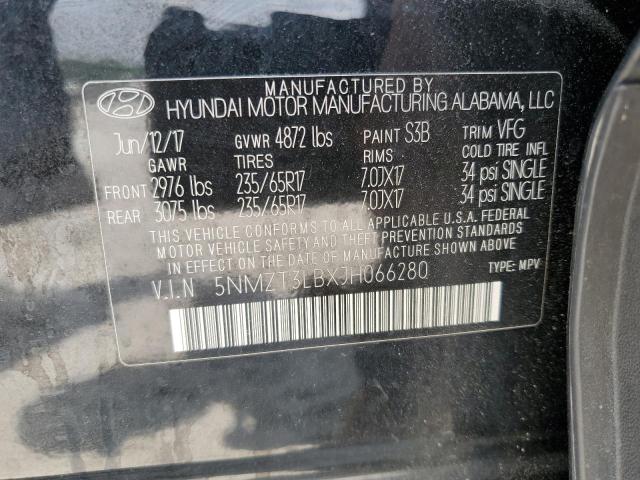 MANUFACTURED BY
HYUNDAI MOTOR MANUFACTURING ALABAMA, LLC
Jun/12/17 GVWR 4872 lbs PAINT S3B TRIM VFG
GAWR TIRES RIMS COLD TIRE INFL
FRONT 2976 lbs 235/65R17 7.0JX17 34 psi SINGLE
REAR 3075 lbs 235/65R17 7.0JX17 34 psi SINGLE
THIS VEHICLE CONFORMS TO ALL APPLICABLE U.S.A. FEDERAL
MOTOR VEHICLE SAFETY AND THEFT PREVENTION STANDARDS
IN EFFECT ON THE DATE OF MANUFACTURE SHOWN ABOVE.
V.I.N 5NMZT3LBXJH066280 TYPE: MPV